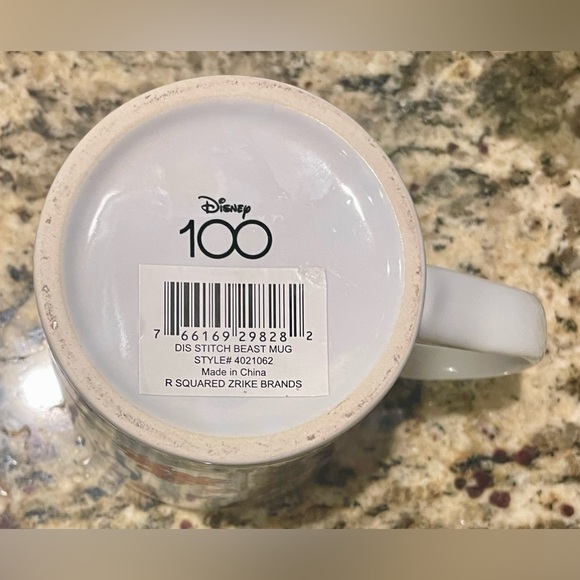 Disney
100
7 66169 29828 2
DIS STITCH BEAST MUG
STYLE# 4021062
Made in China
R SQUARED ZRIKE BRANDS